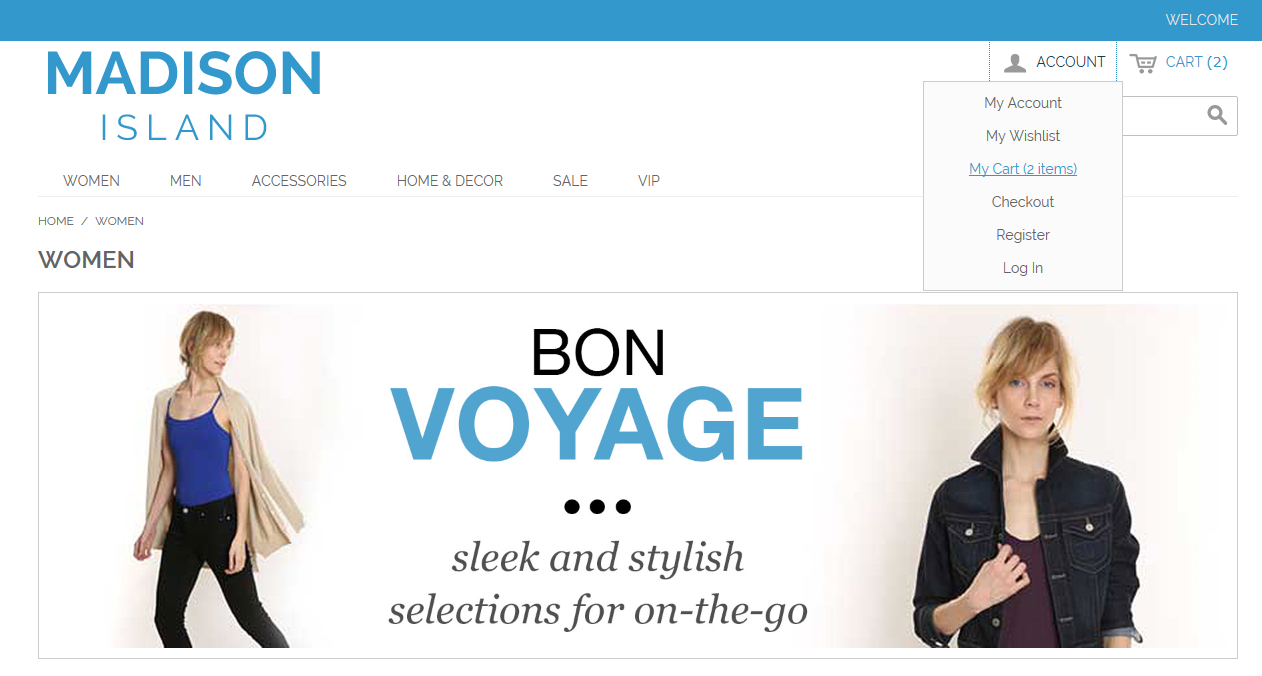 WELCOME
MADISON
ISLAND
ACCOUNT
CART (2)
My Account
My Wishlist
My Cart (2 items)
Checkout
Register
Log In
WOMEN
MEN
ACCESSORIES
HOME & DECOR
SALE
VIP
HOME / WOMEN
WOMEN
BON
VOYAGE
•••
sleek and stylish
selections for on-the-go